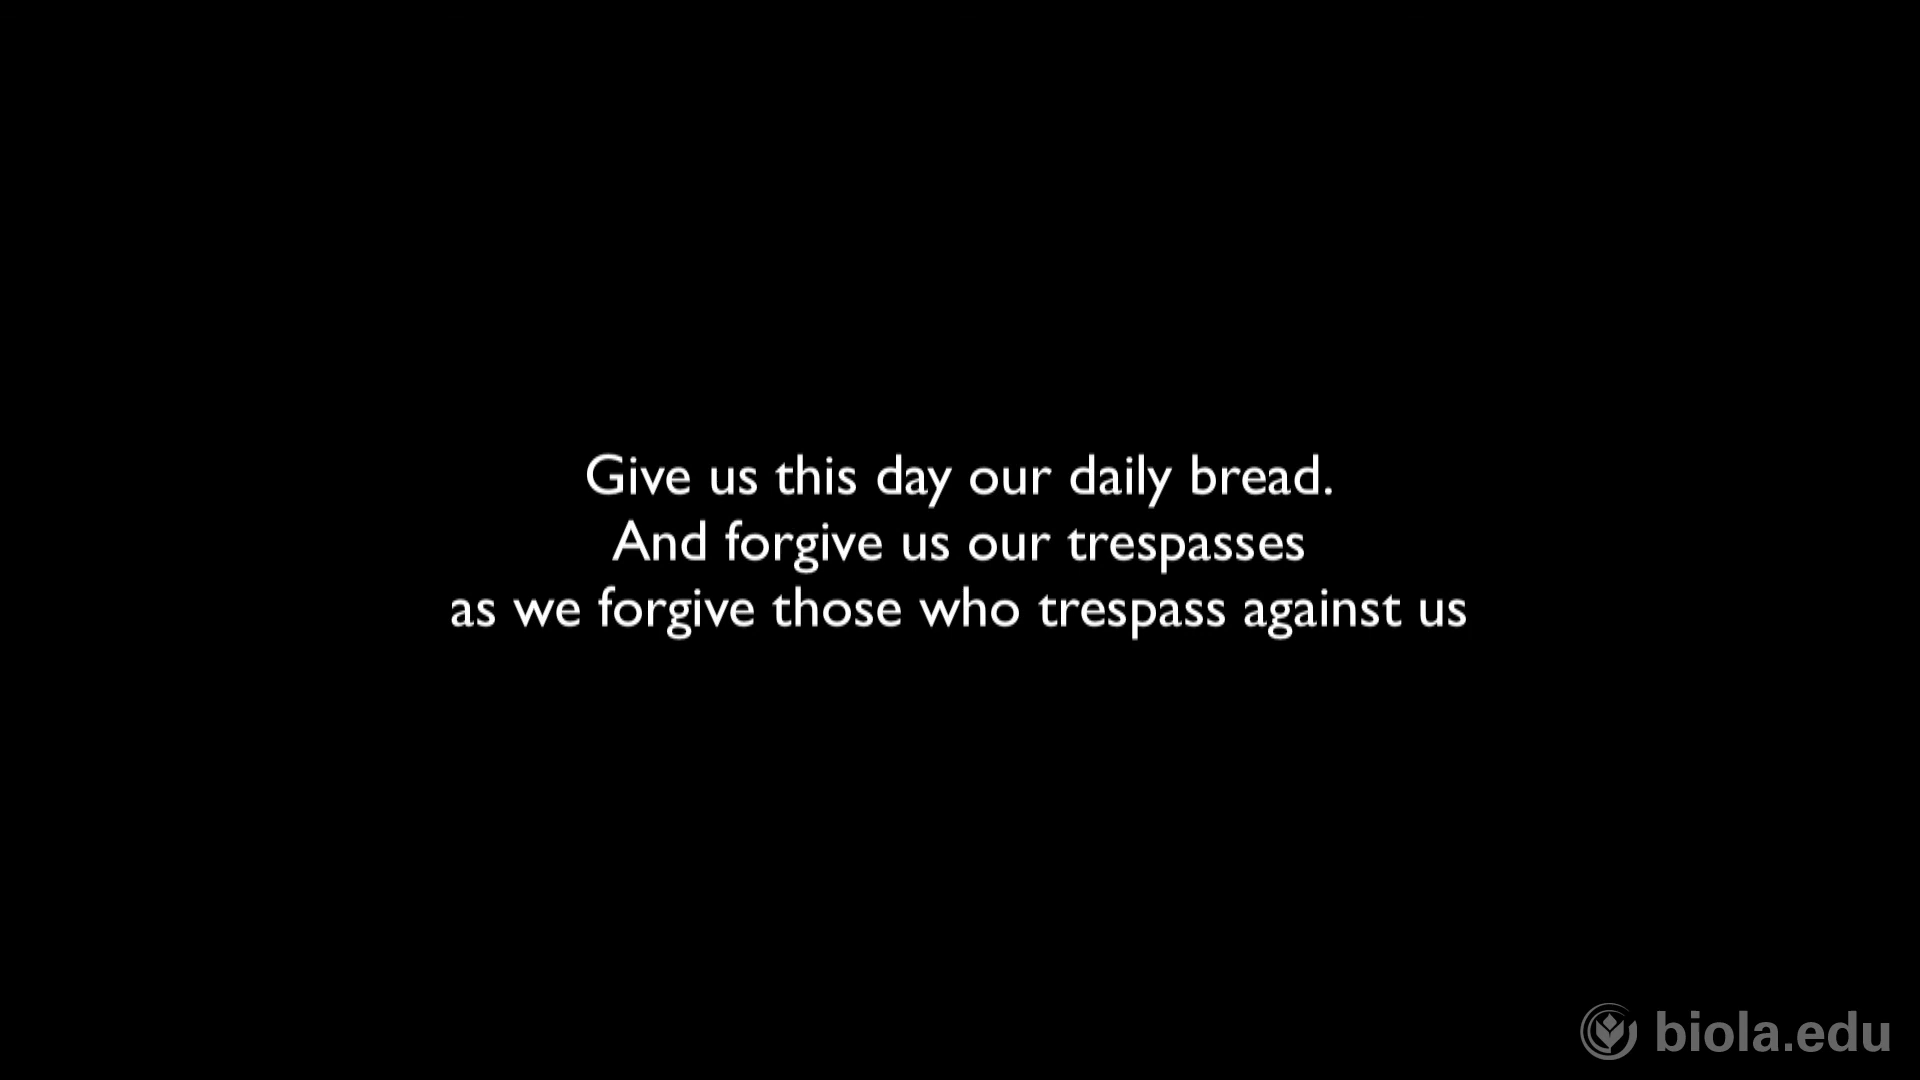 Give us this day our daily bread.
And forgive us our trespasses
as we forgive those who trespass against us
biola.edu